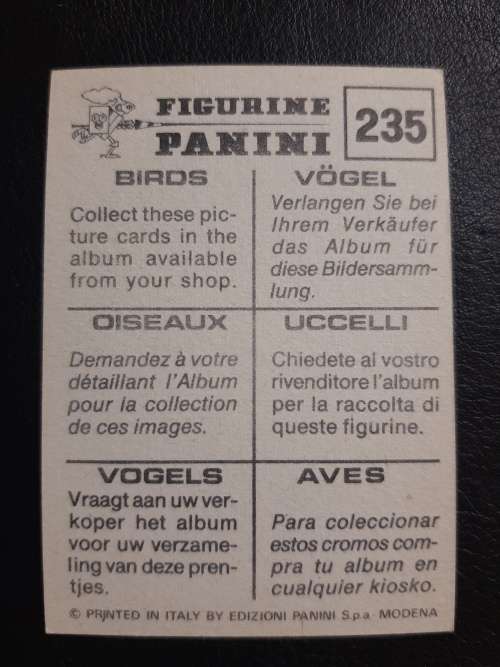 FIGURINE
PANINI
235
BIRDS
Collect these pic-
ture cards in the
album available
from your shop.
VÖGEL
Verlangen Sie bei
Ihrem Verkäufer
das Album für
diese Bildersamm-
lung.
OISEAUX
Demandez à votre
détaillant l'Album
pour la collection
de ces images.
UCCELLI
Chiedete al vostro
rivenditore l'album
per la raccolta di
queste figurine.
VOGELS
Vraagt aan uw ver-
koper het album
voor uw verzame-
ling van deze pren-
tjes.
AVES
Para coleccionar
estos cromos com-
pra tu album en
cualquier kiosko.
© PRINTED IN ITALY BY EDIZIONI PANINI S.p.a. MODENA